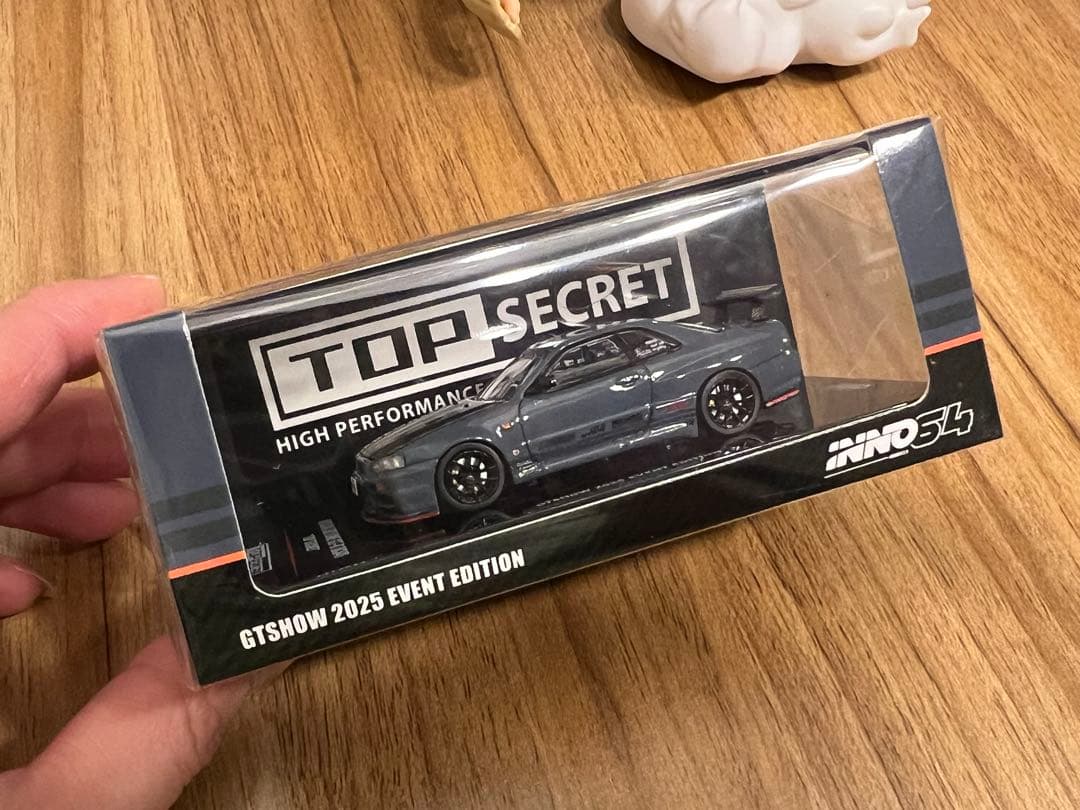 TOP SECRET
HIGH PERFORMANCE
INNO64
GTSHOW 2025 EVENT EDITION